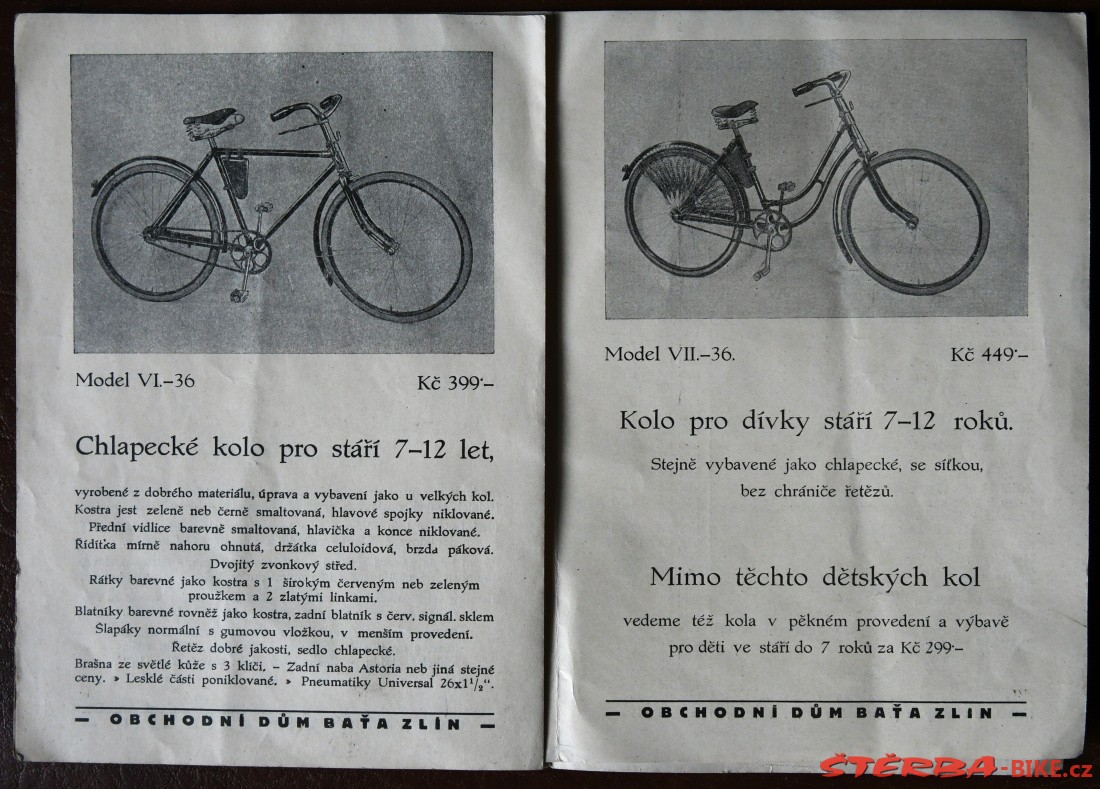 Model VI.–36 Kč 399·–
Chlapecké kolo pro stáří 7–12 let,
vyrobené z dobrého materiálu, úprava a vybavení jako u velkých kol.
Kostra jest zeleně neb černě smaltovaná, hlavové spojky niklované.
Přední vidlice barevně smaltovaná, hlavička a konce niklované.
Řídítka mírně nahoru ohnutá, držátka celuloidová, brzda páková.
Dvojitý zvonkový střed.
Rátky barevné jako kostra s 1 širokým červeným neb zeleným
proužkem a 2 zlatými linkami.
Blatníky barevné rovněž jako kostra, zadní blatník s červ. signál. sklem
Šlapáky normální s gumovou vložkou, v menším provedení.
Řetěz dobré jakosti, sedlo chlapecké.
Brašna ze světlé kůže s 3 klíči. – Zadní naba Astoria neb jiná stejné
ceny. » Lesklé části poniklované. » Pneumatiky Universal 26x1½“.
— OBCHODNÍ DŮM BAŤA ZLÍN —
Model VII.–36. Kč 449·–
Kolo pro dívky stáří 7–12 roků.
Stejně vybavené jako chlapecké, se síťkou,
bez chrániče řetězů.
Mimo těchto dětských kol
vedeme též kola v pěkném provedení a výbavě
pro děti ve stáří do 7 roků za Kč 299·–
— OBCHODNÍ DŮM BAŤA ZLÍN —
ŠTĚRBA-BIKE.cz